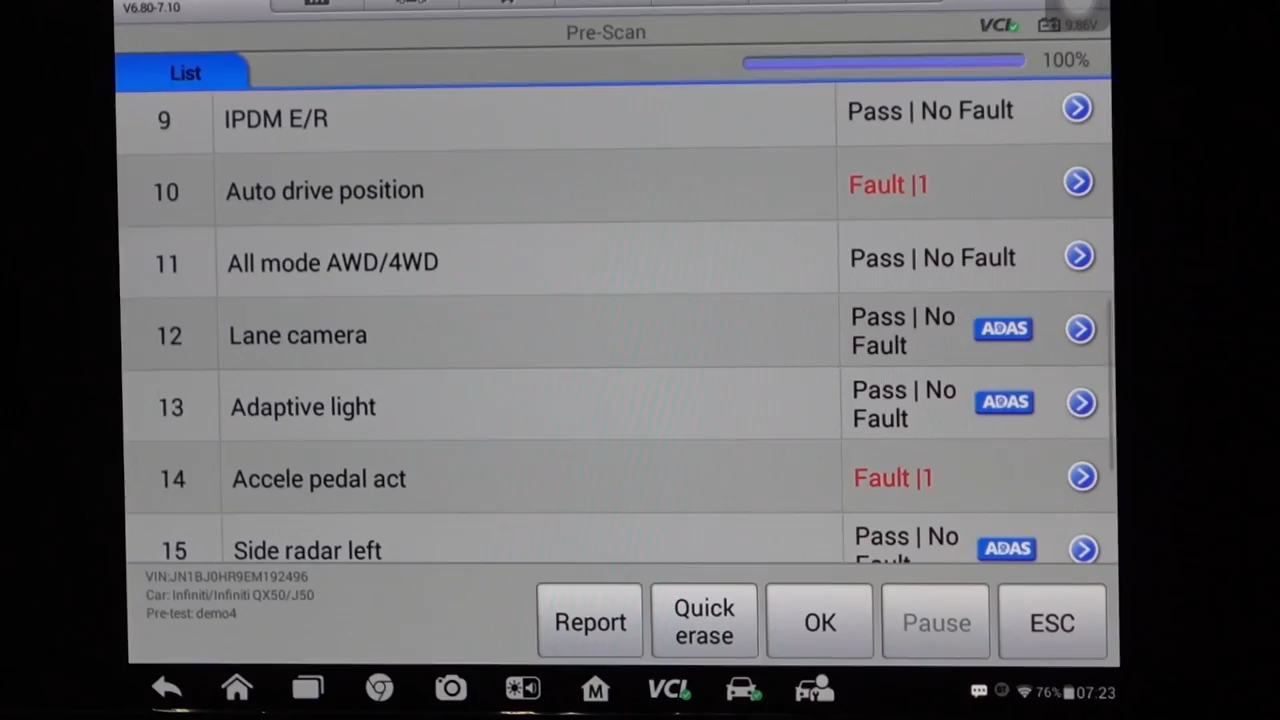 V6.80-7.10
Pre-Scan
VCI
9.86V
List
100%
9 IPDM E/R Pass | No Fault
10 Auto drive position Fault |1
11 All mode AWD/4WD Pass | No Fault
12 Lane camera Pass | No Fault ADAS
13 Adaptive light Pass | No Fault ADAS
14 Accele pedal act Fault |1
15 Side radar left Pass | No Fault ADAS
VIN:JN1BJ0HR9EM192496
Car: Infiniti/Infiniti QX50/J50
Pre-test: demo4
Report
Quick erase
OK
Pause
ESC
M
VCI
76% 07.23